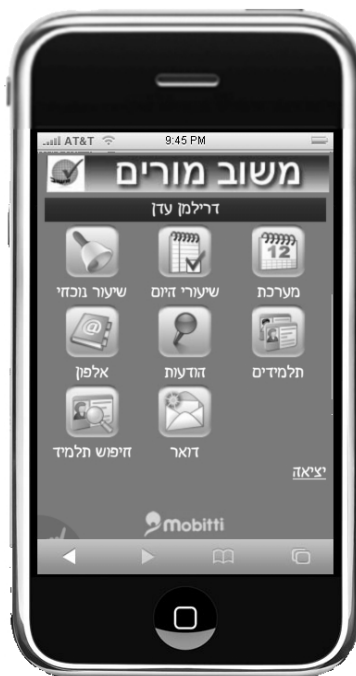 AT&T 9:45 PM
משוב מורים
דרילמן עדן
12
מערכת שיעורי היום שיעור נוכחי
תלמידים הודעות אלפון
דואר חיפוש תלמיד
יציאה
mobitti